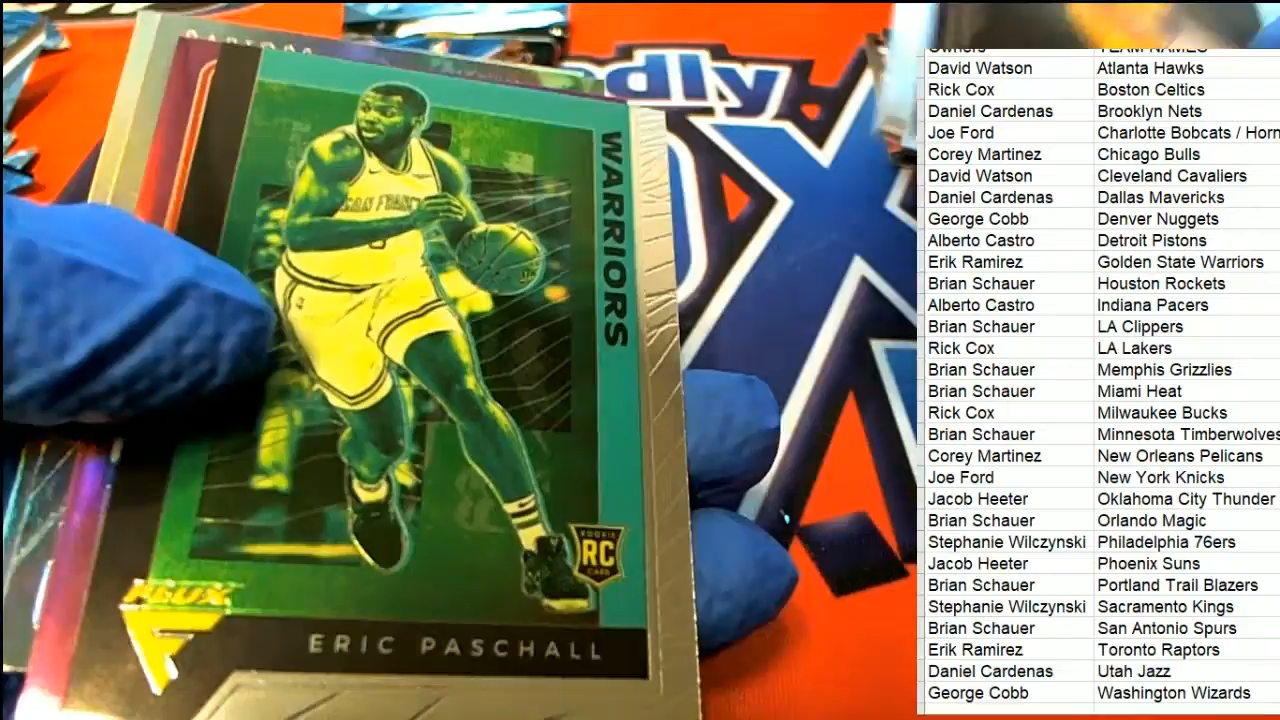 dly
WARRIORS
SAN FRANC
ROOKIE
RC
CARD
FLUX
ERIC PASCHALL
Owners TEAM NAMES
David Watson Atlanta Hawks
Rick Cox Boston Celtics
Daniel Cardenas Brooklyn Nets
Joe Ford Charlotte Bobcats / Horn
Corey Martinez Chicago Bulls
David Watson Cleveland Cavaliers
Daniel Cardenas Dallas Mavericks
George Cobb Denver Nuggets
Alberto Castro Detroit Pistons
Erik Ramirez Golden State Warriors
Brian Schauer Houston Rockets
Alberto Castro Indiana Pacers
Brian Schauer LA Clippers
Rick Cox LA Lakers
Brian Schauer Memphis Grizzlies
Brian Schauer Miami Heat
Rick Cox Milwaukee Bucks
Brian Schauer Minnesota Timberwolves
Corey Martinez New Orleans Pelicans
Joe Ford New York Knicks
Jacob Heeter Oklahoma City Thunder
Brian Schauer Orlando Magic
Stephanie Wilczynski Philadelphia 76ers
Jacob Heeter Phoenix Suns
Brian Schauer Portland Trail Blazers
Stephanie Wilczynski Sacramento Kings
Brian Schauer San Antonio Spurs
Erik Ramirez Toronto Raptors
Daniel Cardenas Utah Jazz
George Cobb Washington Wizards